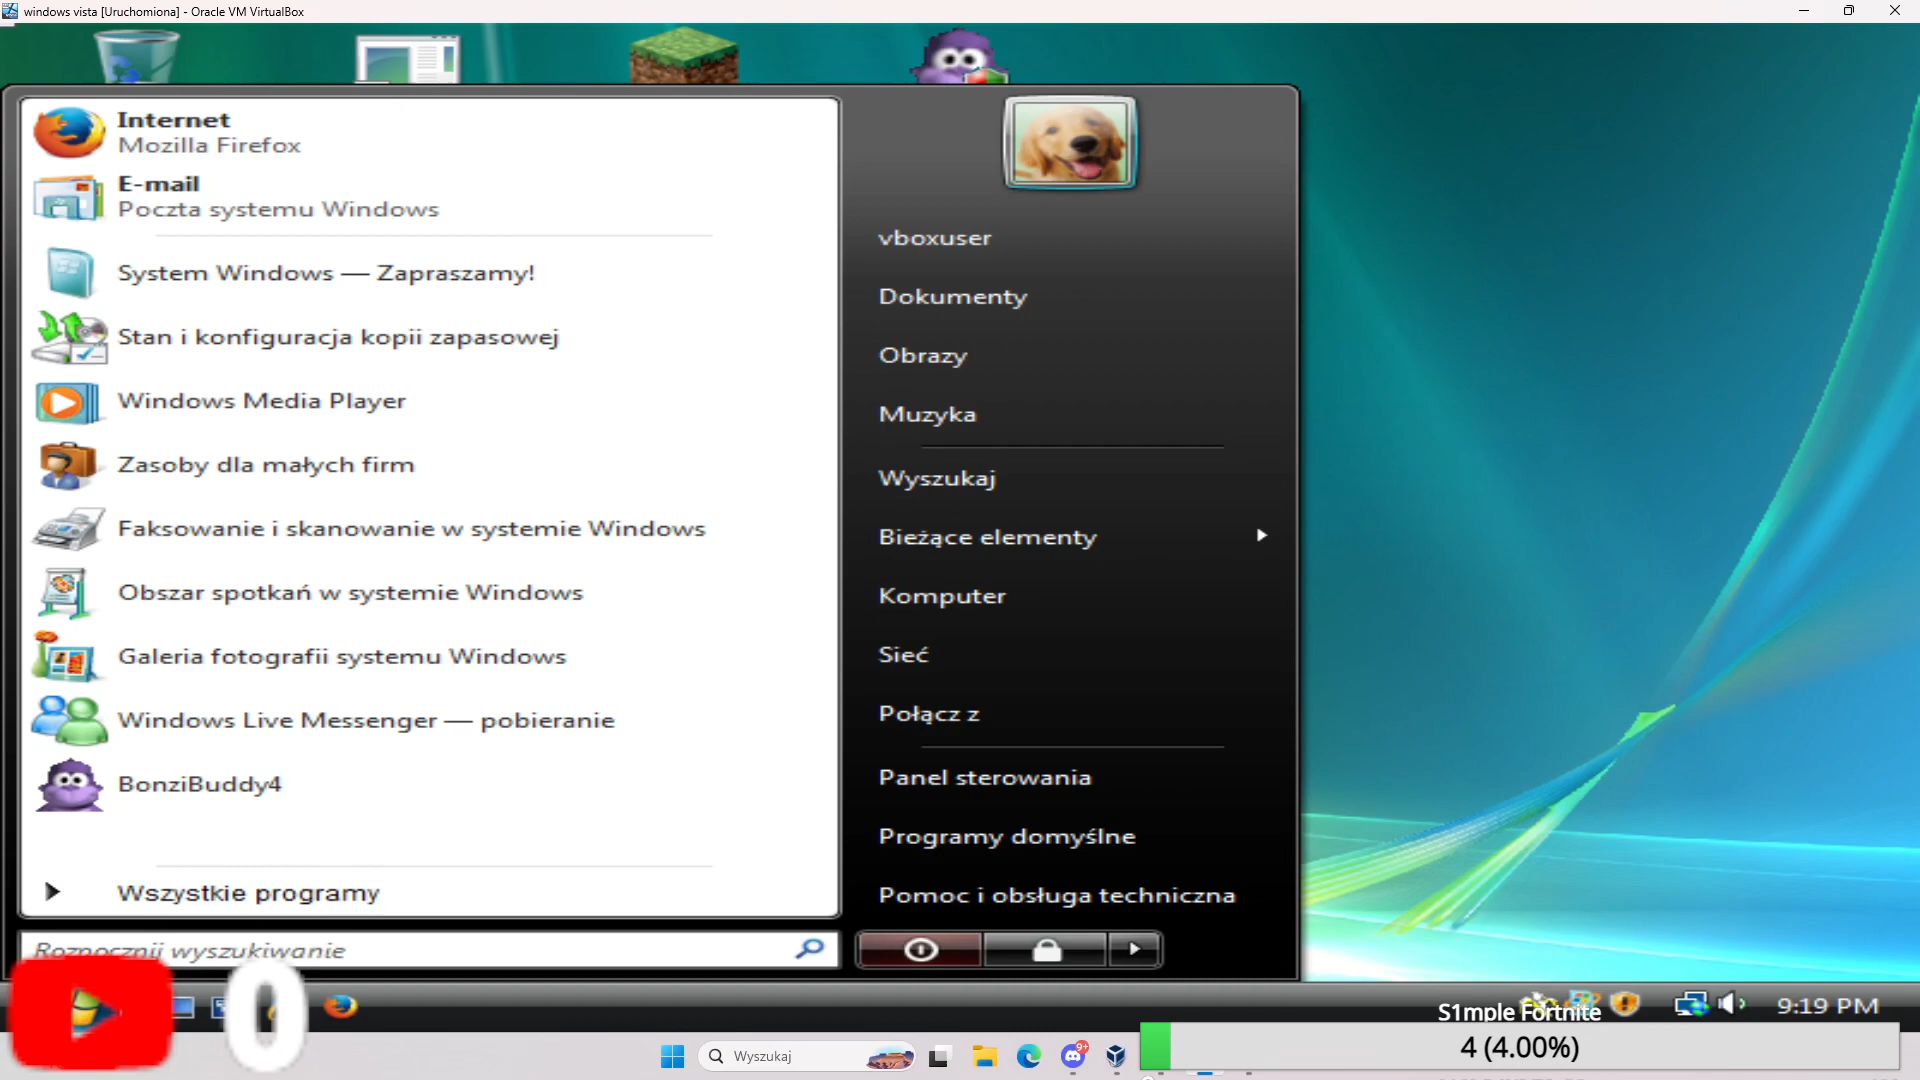 windows vista [Uruchomiona] - Oracle VM VirtualBox
Internet
Mozilla Firefox
E-mail
Poczta systemu Windows
System Windows — Zapraszamy!
Stan i konfiguracja kopii zapasowej
Windows Media Player
Zasoby dla małych firm
Faksowanie i skanowanie w systemie Windows
Obszar spotkań w systemie Windows
Galeria fotografii systemu Windows
Windows Live Messenger — pobieranie
BonziBuddy4
Wszystkie programy
Rozpocznij wyszukiwanie
vboxuser
Dokumenty
Obrazy
Muzyka
Wyszukaj
Bieżące elementy
Komputer
Sieć
Połącz z
Panel sterowania
Programy domyślne
Pomoc i obsługa techniczna
0
S1mple Fortnite
9:19 PM
Wyszukaj
9+
4 (4.00%)